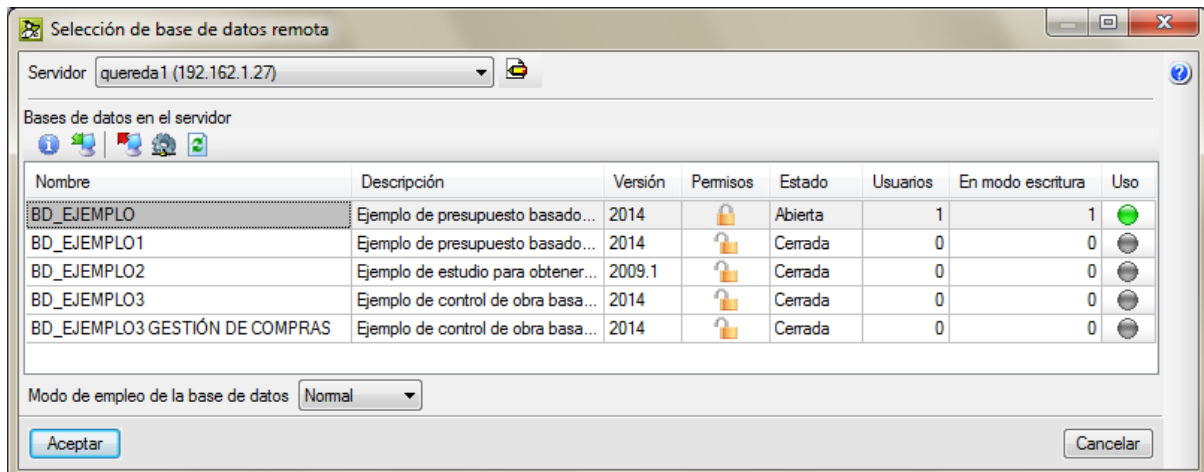 Selección de base de datos remota
Servidor quereda1 (192.162.1.27)
Bases de datos en el servidor
Nombre Descripción Versión Permisos Estado Usuarios En modo escritura Uso
BD_EJEMPLO Ejemplo de presupuesto basado... 2014 Abierta 1 1
BD_EJEMPLO1 Ejemplo de presupuesto basado... 2014 Cerrada 0 0
BD_EJEMPLO2 Ejemplo de estudio para obtener... 2009.1 Cerrada 0 0
BD_EJEMPLO3 Ejemplo de control de obra basa... 2014 Cerrada 0 0
BD_EJEMPLO3 GESTIÓN DE COMPRAS Ejemplo de control de obra basa... 2014 Cerrada 0 0
Modo de empleo de la base de datos Normal
Aceptar Cancelar